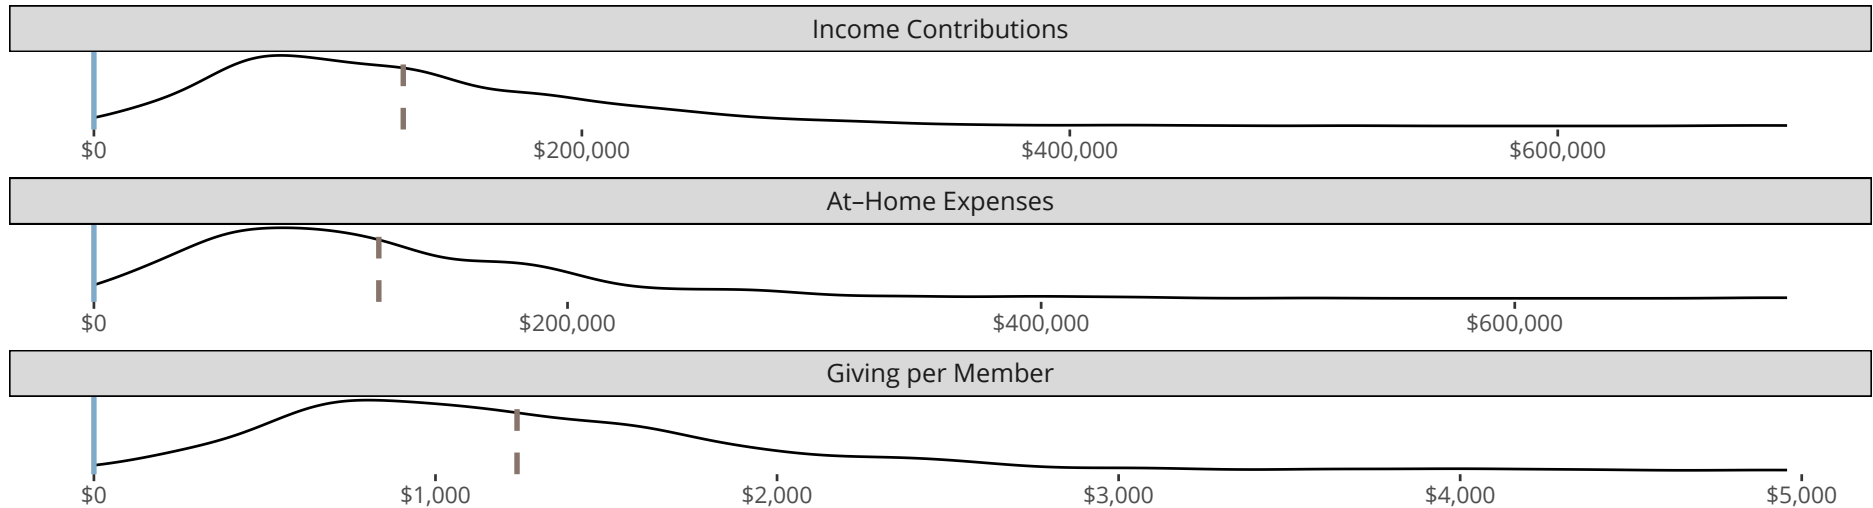 Income Contributions
$0 $200,000 $400,000 $600,000
At–Home Expenses
$0 $200,000 $400,000 $600,000
Giving per Member
$0 $1,000 $2,000 $3,000 $4,000 $5,000